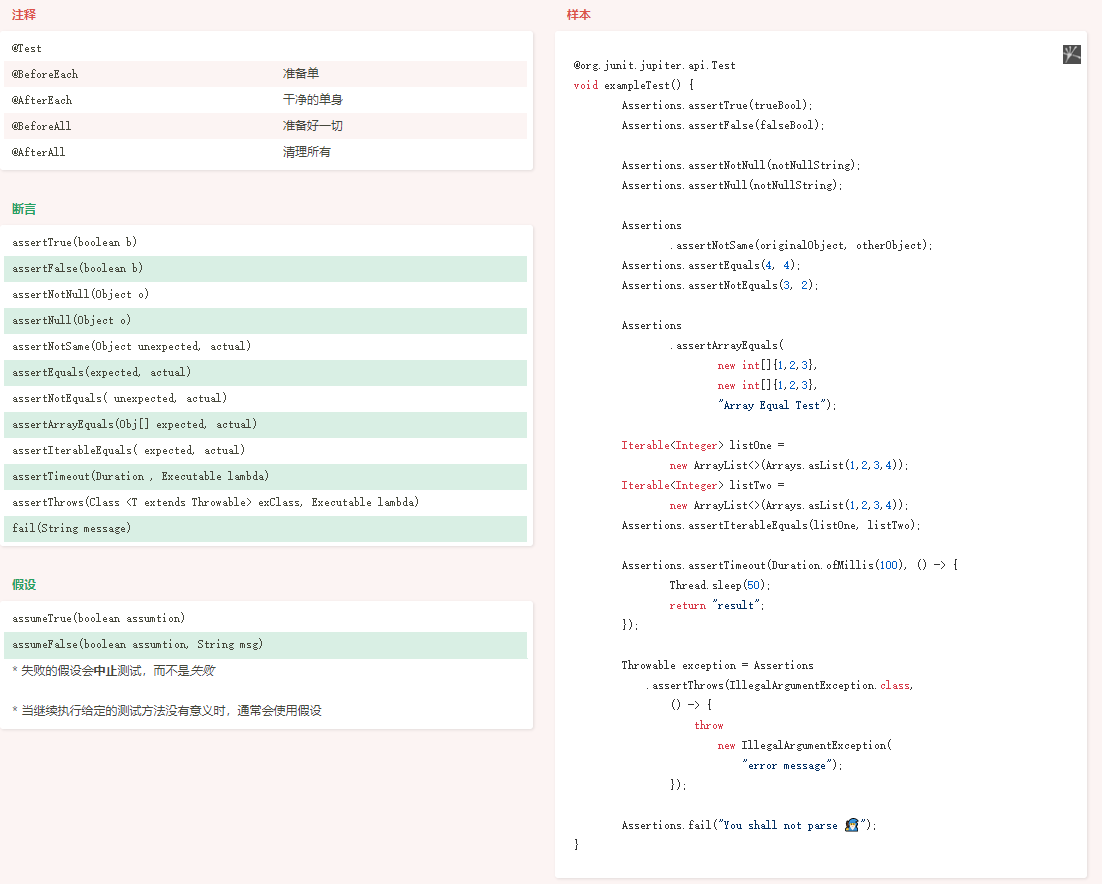 注释
@Test
@BeforeEach 准备单
@AfterEach 干净的单身
@BeforeAll 准备好一切
@AfterAll 清理所有
断言
assertTrue(boolean b)
assertFalse(boolean b)
assertNotNull(Object o)
assertNull(Object o)
assertNotSame(Object unexpected, actual)
assertEquals(expected, actual)
assertNotEquals( unexpected, actual)
assertArrayEquals(Obj[] expected, actual)
assertIterableEquals( expected, actual)
assertTimeout(Duration , Executable lambda)
assertThrows(Class <T extends Throwable> exClass, Executable lambda)
fail(String message)
假设
assumeTrue(boolean assumtion)
assumeFalse(boolean assumtion, String msg)
* 失败的假设会中止测试，而不是失败
* 当继续执行给定的测试方法没有意义时，通常会使用假设
样本
@org.junit.jupiter.api.Test
void exampleTest() {
Assertions.assertTrue(trueBool);
Assertions.assertFalse(falseBool);
Assertions.assertNotNull(notNullString);
Assertions.assertNull(notNullString);
Assertions
.assertNotSame(originalObject, otherObject);
Assertions.assertEquals(4, 4);
Assertions.assertNotEquals(3, 2);
Assertions
.assertArrayEquals(
new int[]{1,2,3},
new int[]{1,2,3},
"Array Equal Test");
Iterable<Integer> listOne =
new ArrayList<>(Arrays.asList(1,2,3,4));
Iterable<Integer> listTwo =
new ArrayList<>(Arrays.asList(1,2,3,4));
Assertions.assertIterableEquals(listOne, listTwo);
Assertions.assertTimeout(Duration.ofMillis(100), () -> {
Thread.sleep(50);
return "result";
});
Throwable exception = Assertions
.assertThrows(IllegalArgumentException.class,
() -> {
throw
new IllegalArgumentException(
"error message");
});
Assertions.fail("You shall not parse ");
}